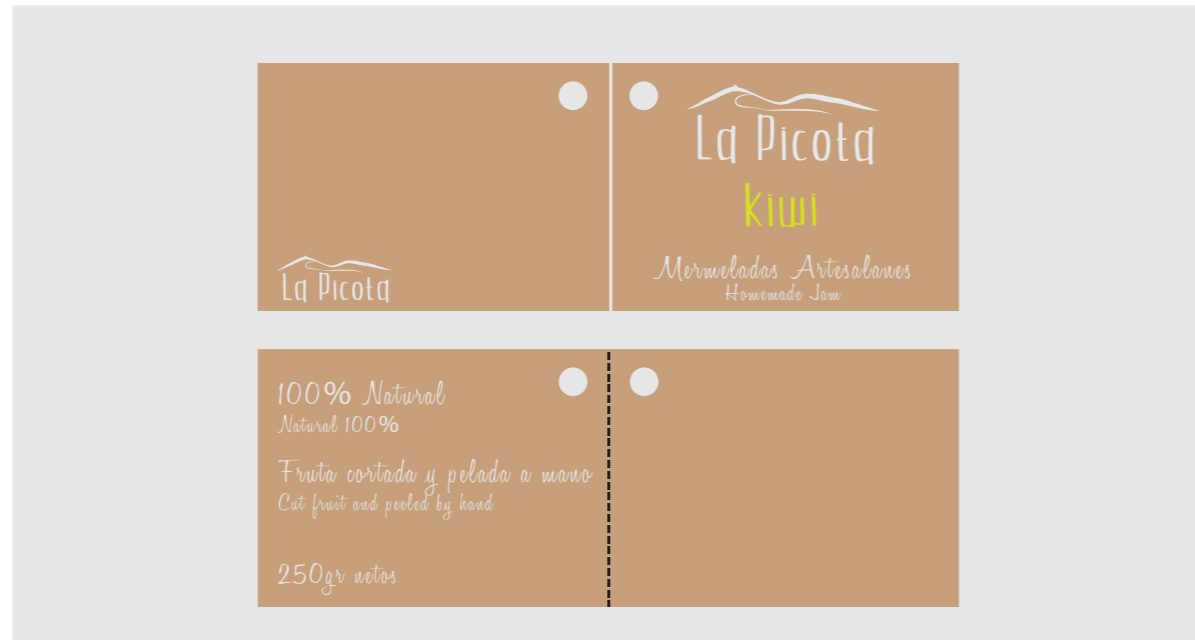 La Picota
kiwi
Mermeladas Artesalanes
Homemade Jam
La Picota
100% Natural
Natural 100%
Fruta cortada y pelada a mano
Cut fruit and peeled by hand
250gr netos